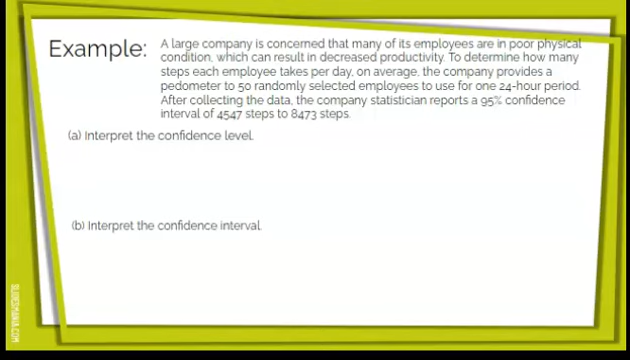 Example:
A large company is concerned that many of its employees are in poor physical
condition, which can result in decreased productivity. To determine how many
steps each employee takes per day, on average, the company provides a
pedometer to 50 randomly selected employees to use for one 24-hour period.
After collecting the data, the company statistician reports a 95% confidence
interval of 4547 steps to 8473 steps.
(a) Interpret the confidence level.
(b) Interpret the confidence interval.
SLIDESMANIA.COM